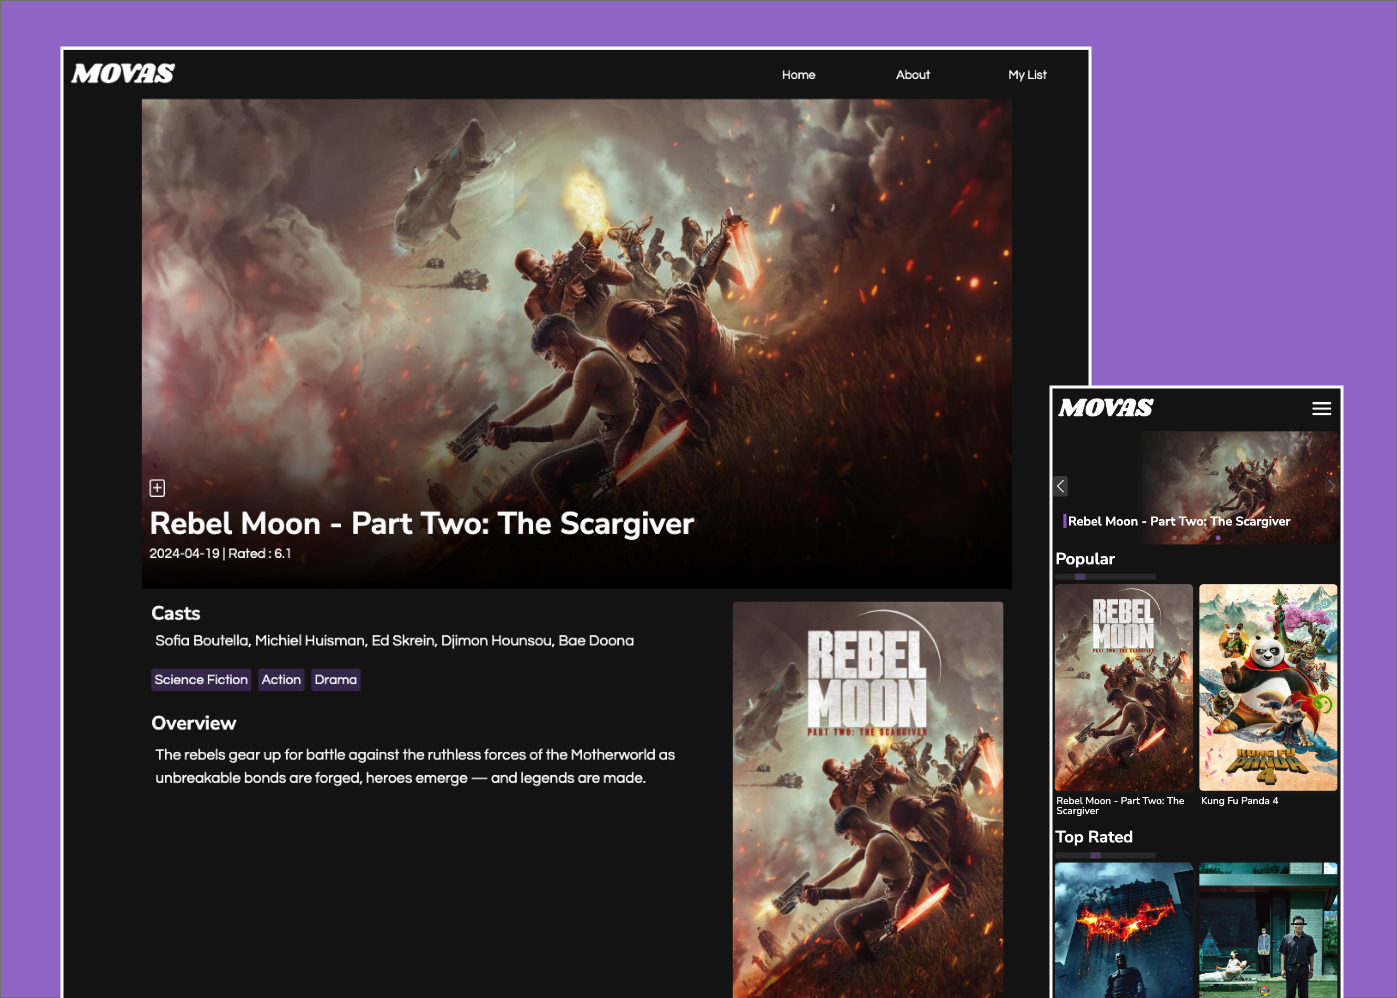 MOVAS
Home
About
My List
Rebel Moon - Part Two: The Scargiver
2024-04-19 | Rated : 6.1
Casts
Sofia Boutella, Michiel Huisman, Ed Skrein, Djimon Hounsou, Bae Doona
Science Fiction
Action
Drama
Overview
The rebels gear up for battle against the ruthless forces of the Motherworld as
unbreakable bonds are forged, heroes emerge — and legends are made.
REBEL
MOON
PART TWO: THE SCARGIVER
MOVAS
Rebel Moon - Part Two: The Scargiver
Popular
REBEL
MOON
PART TWO: THE SCARGIVER
KUNG FU
PANDA
4
Rebel Moon - Part Two: The
Scargiver
Kung Fu Panda 4
Top Rated